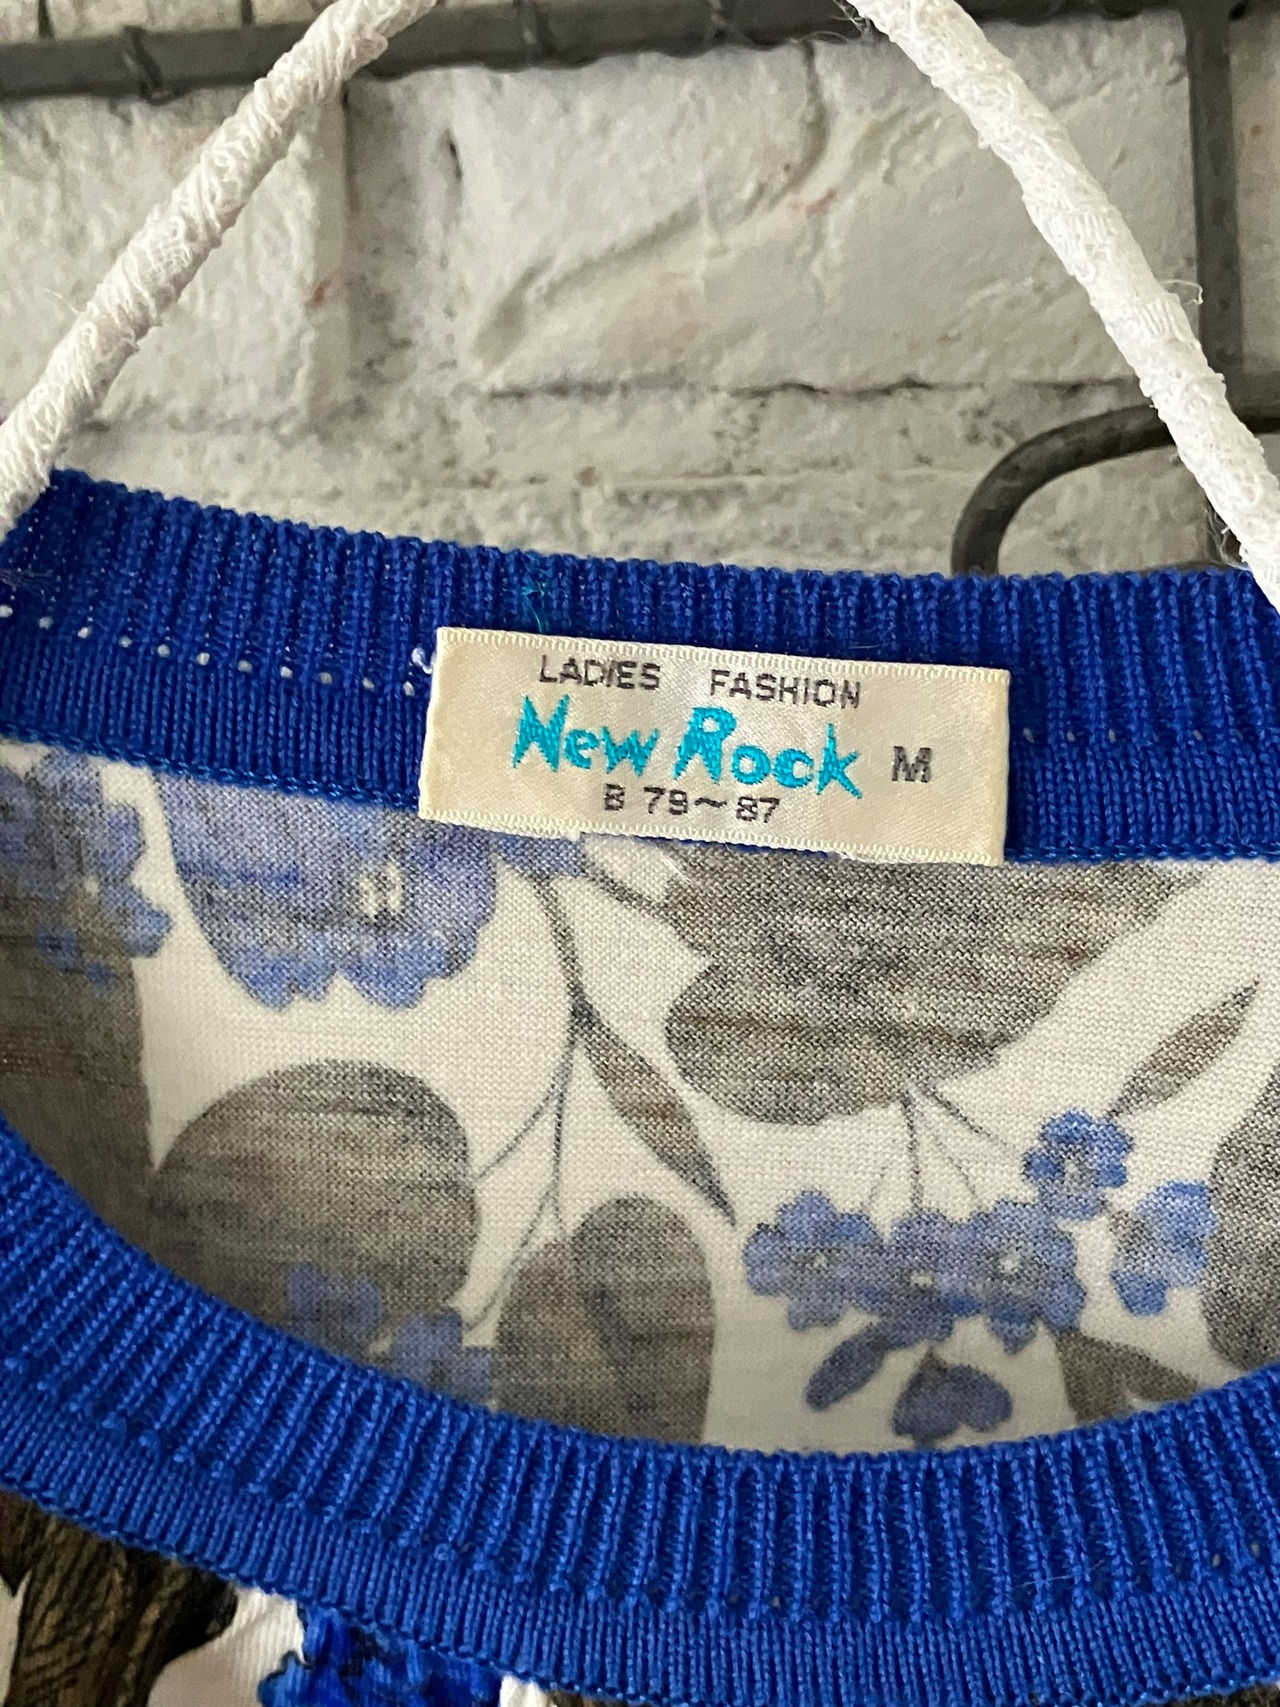 LADIES FASHION
New Rock M
B 79~87